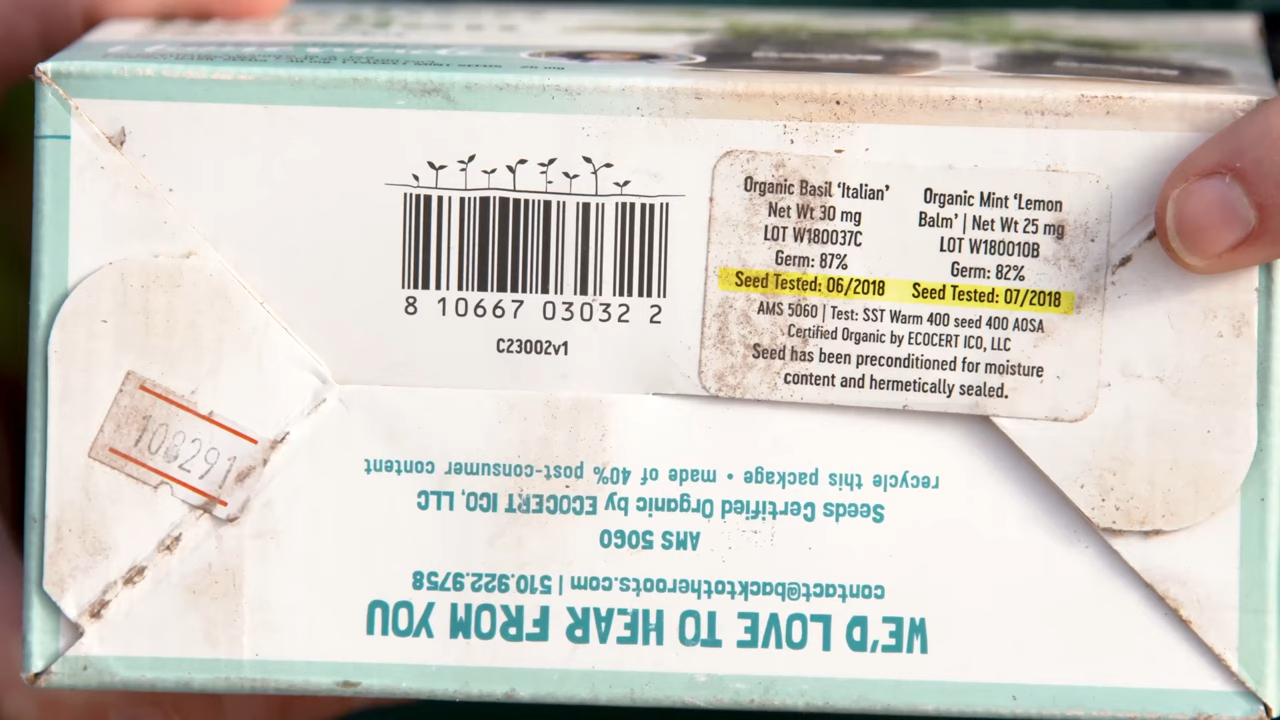 8 10667 03032 2
C23002v1
Organic Basil ‘Italian’
Net Wt 30 mg
LOT W180037C
Germ: 87%
Seed Tested: 06/2018
Organic Mint ‘Lemon
Balm’ | Net Wt 25 mg
LOT W180010B
Germ: 82%
Seed Tested: 07/2018
AMS 5060 | Test: SST Warm 400 seed 400 AOSA
Certified Organic by ECOCERT ICO, LLC
Seed has been preconditioned for moisture
content and hermetically sealed.
108291
WE'D LOVE TO HEAR FROM YOU
contact@backtotheroots.com | 510.922.9758
AMS 5060
Seeds Certified Organic by ECOCERT ICO, LLC
recycle this package • made of 40% post-consumer content